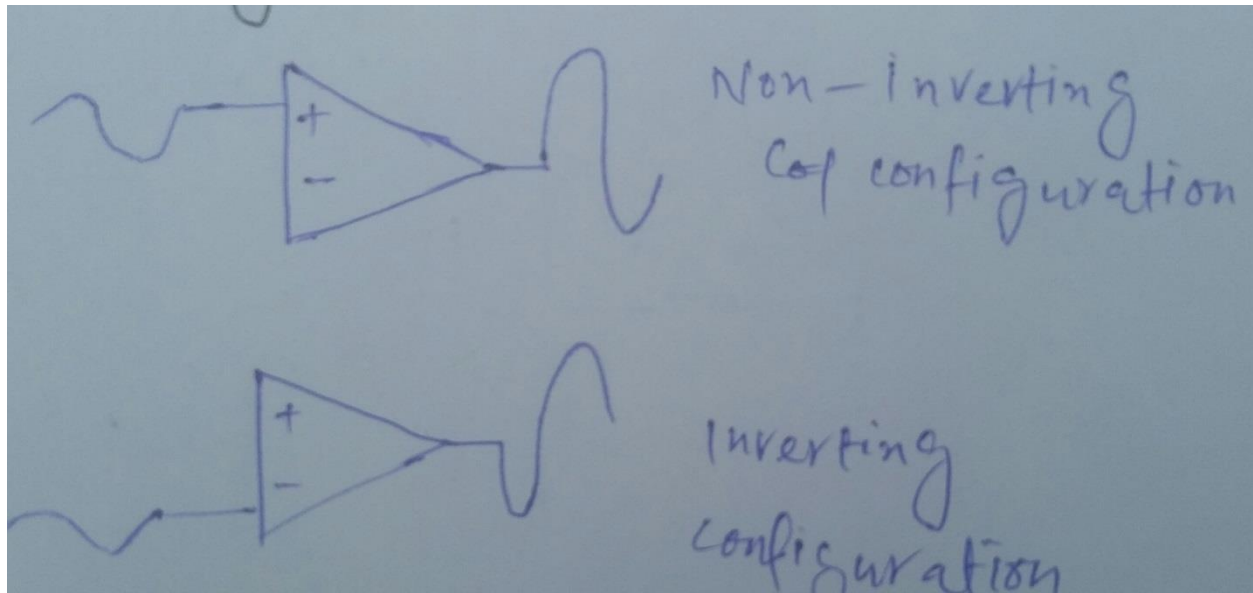 +
-
Non-Inverting
configuration
+
-
Inverting
configuration